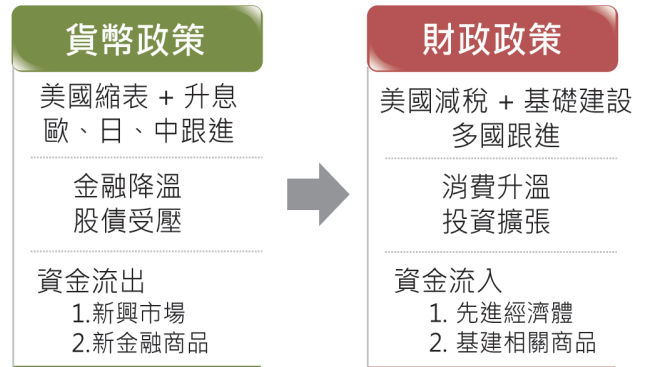 貨幣政策
美國縮表 + 升息
歐、日、中跟進
金融降溫
股債受壓
資金流出
1.新興市場
2.新金融商品
財政政策
美國減稅 + 基礎建設
多國跟進
消費升溫
投資擴張
資金流入
1. 先進經濟體
2. 基建相關商品